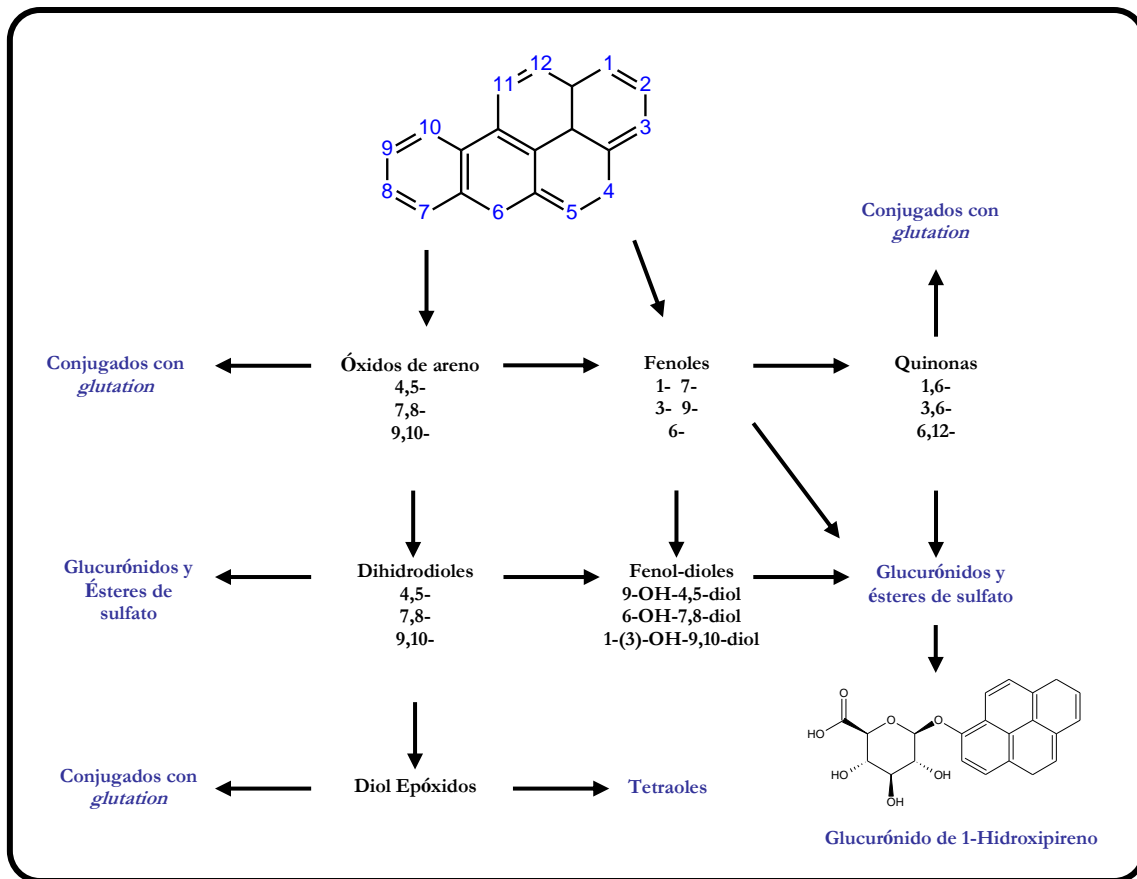 12
1
11
2
10
3
9
8
4
7
6
5
Conjugados con
glutation
Conjugados con
glutation
Óxidos de areno
4,5-
7,8-
9,10-
Fenoles
1- 7-
3- 9-
6-
Quinonas
1,6-
3,6-
6,12-
Glucurónidos y
Ésteres de
sulfato
Dihidrodioles
4,5-
7,8-
9,10-
Fenol-dioles
9-OH-4,5-diol
6-OH-7,8-diol
1-(3)-OH-9,10-diol
Glucurónidos y
ésteres de sulfato
O
HO
O
O
HO
OH
OH
Conjugados con
glutation
Diol Epóxidos
Tetraoles
Glucurónido de 1-Hidroxipireno